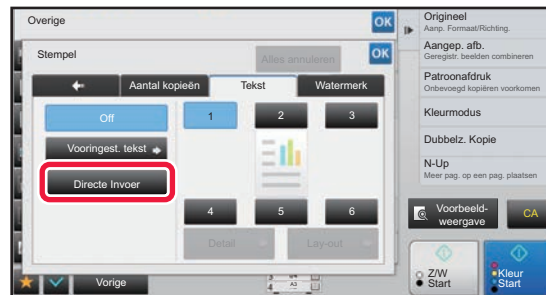 Overige
OK
Stempel
Alles annuleren
OK
Aantal kopieën
Tekst
Watermerk
Off
1
2
3
Vooringest. tekst
Directe Invoer
4
5
6
Detail
Lay-out
Vorige
A3
Origineel
Aanp. Formaat/Richting.
Aangep. afb.
Geregistr. beelden combineren
Patroonafdruk
Onbevoegd kopiëren voorkomen
Kleurmodus
Dubbelz. Kopie
N-Up
Meer pag. op een pag. plaatsen
Voorbeeld-
weergave
CA
Z/W
Start
Kleur
Start